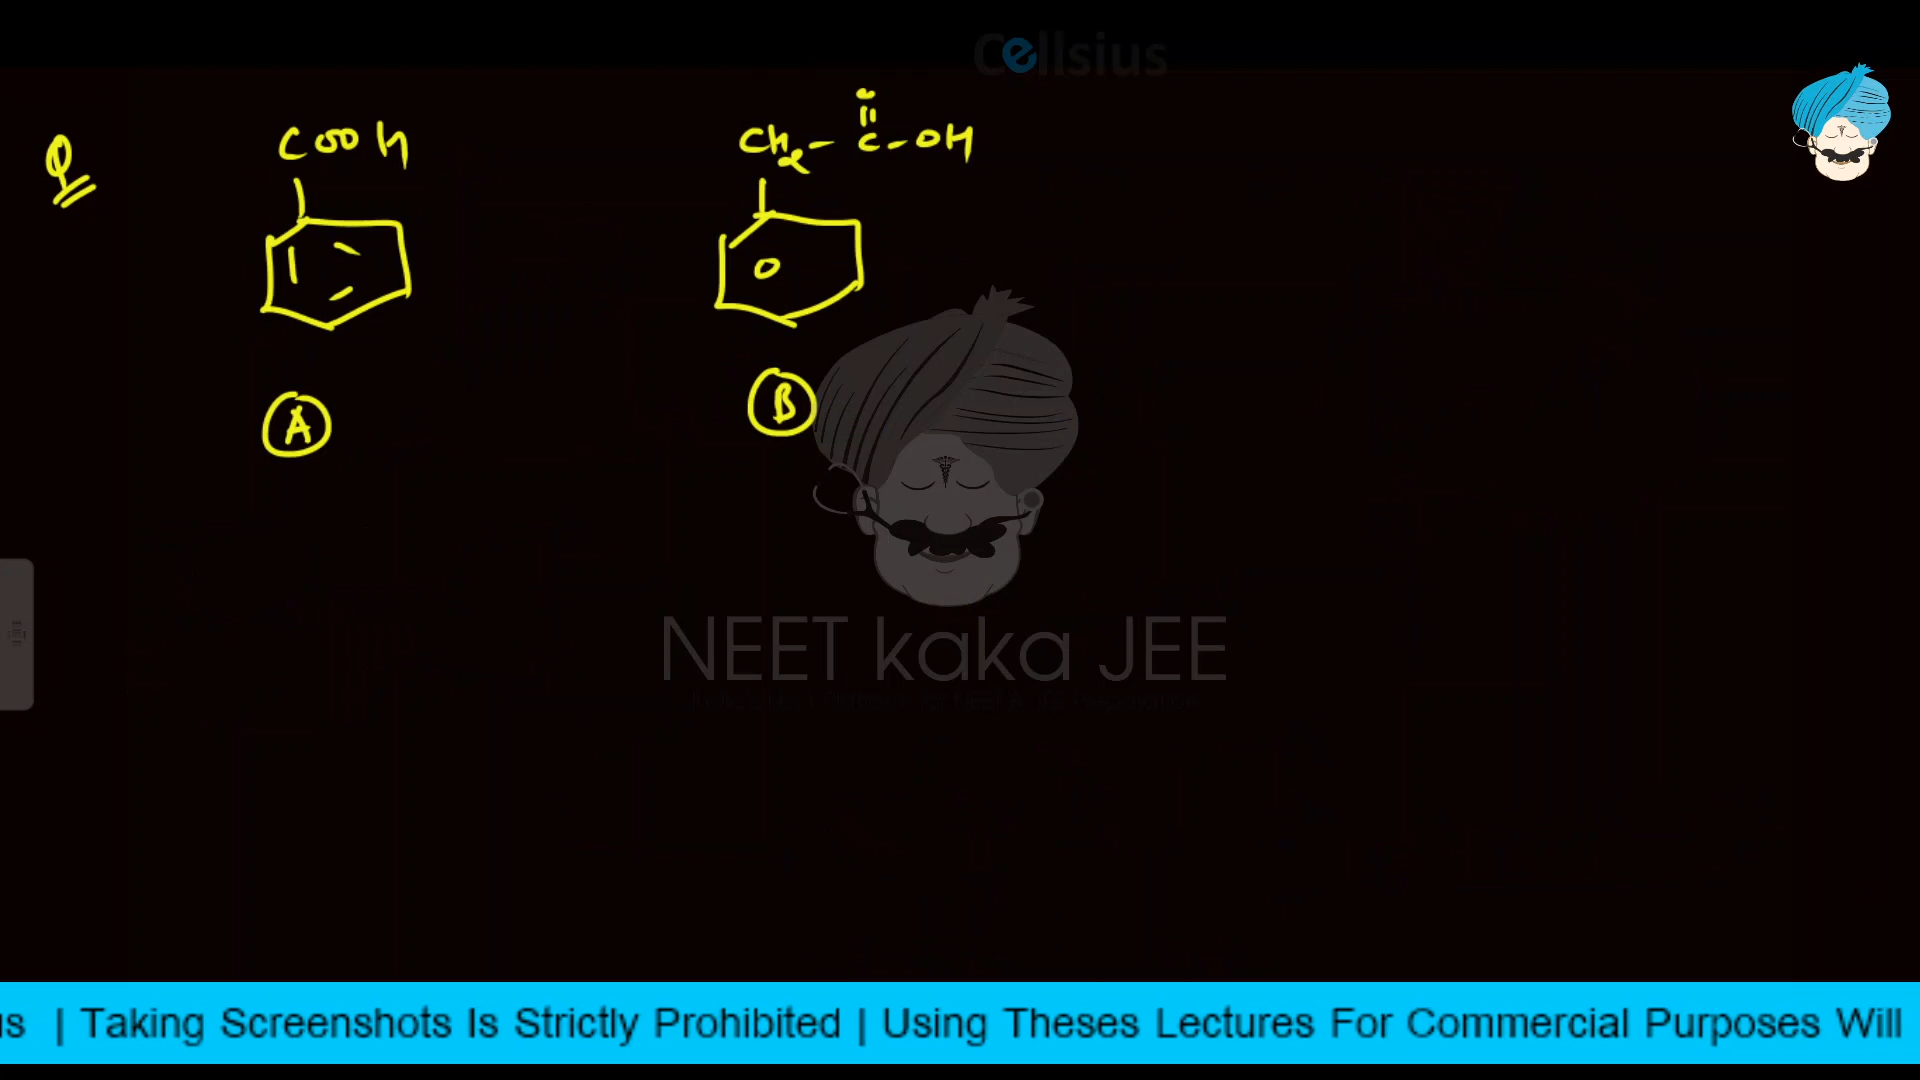 Cellsius
Q
COOH
CH2-C-OH
A
B
NEET kaka JEE
us | Taking Screenshots Is Strictly Prohibited | Using Theses Lectures For Commercial Purposes Will